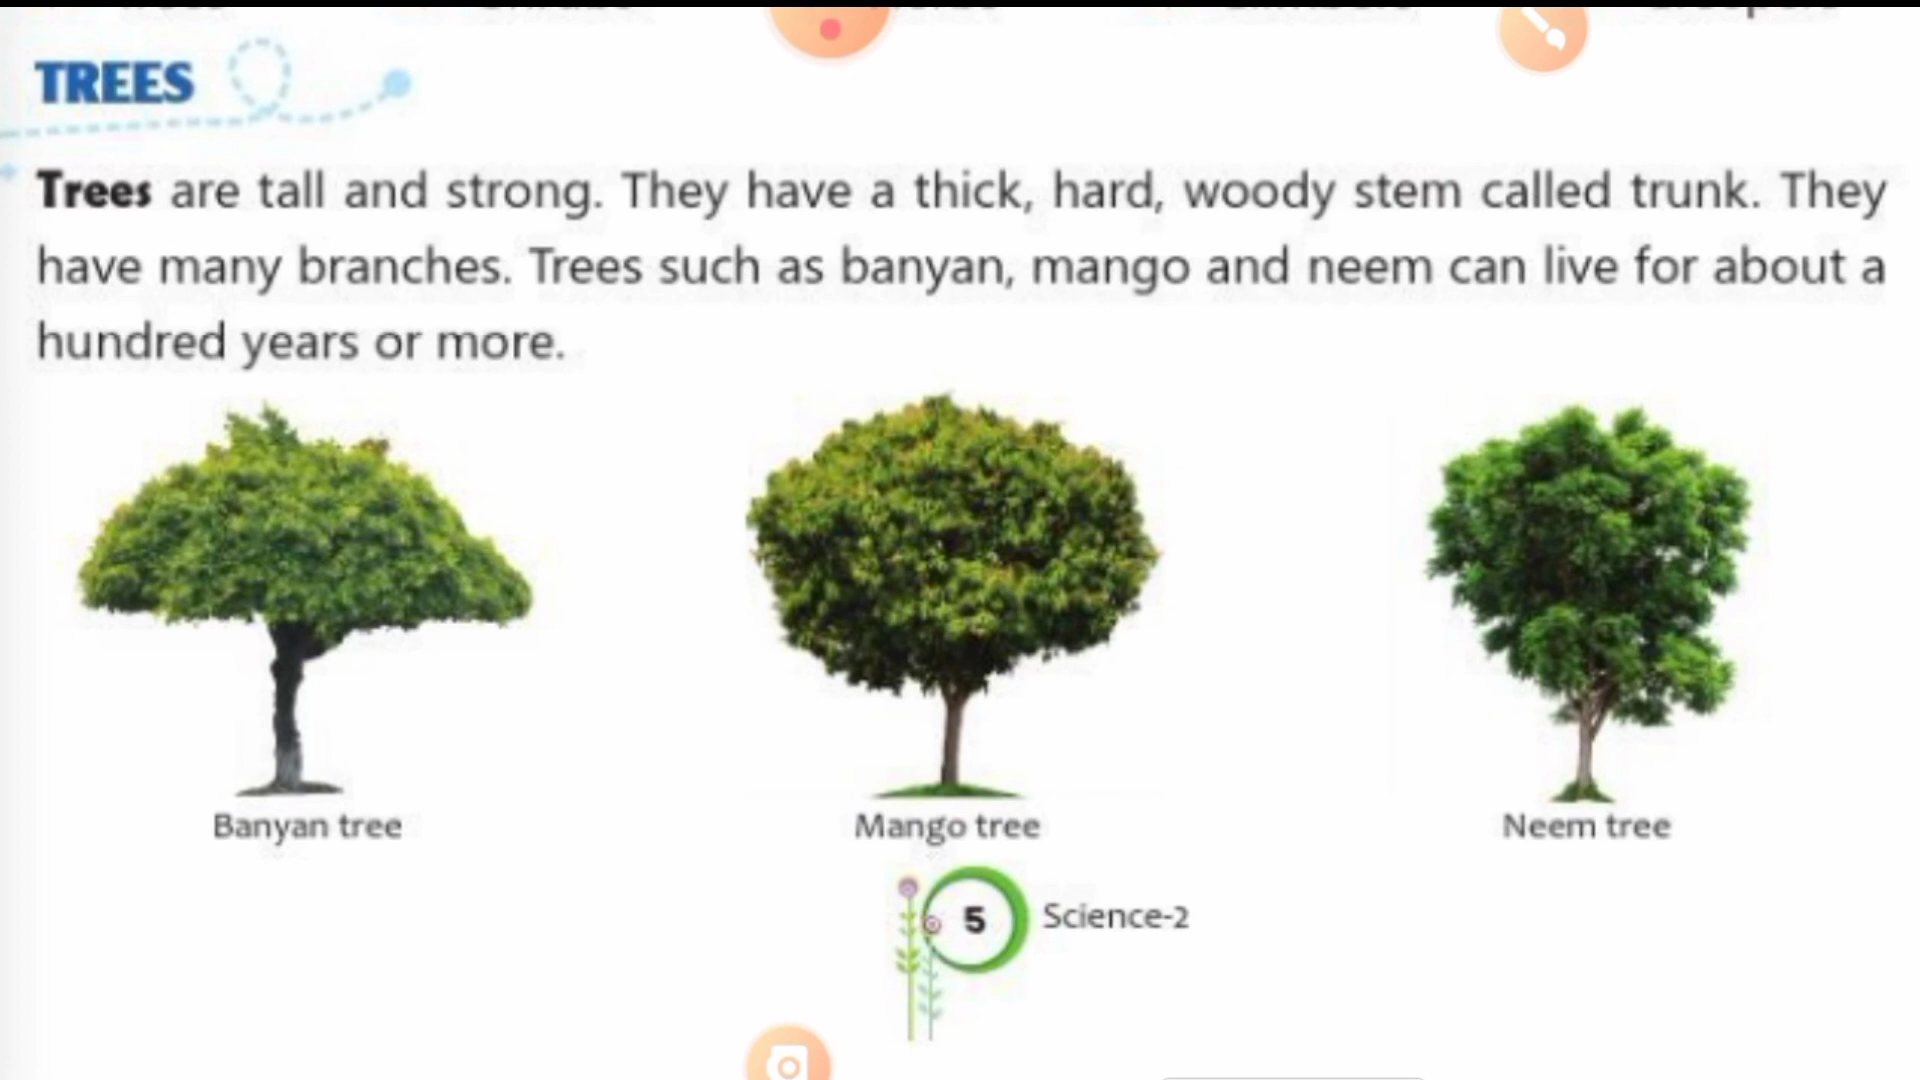 TREES
Trees are tall and strong. They have a thick, hard, woody stem called trunk. They
have many branches. Trees such as banyan, mango and neem can live for about a
hundred years or more.
Banyan tree Mango tree Neem tree
5 Science-2